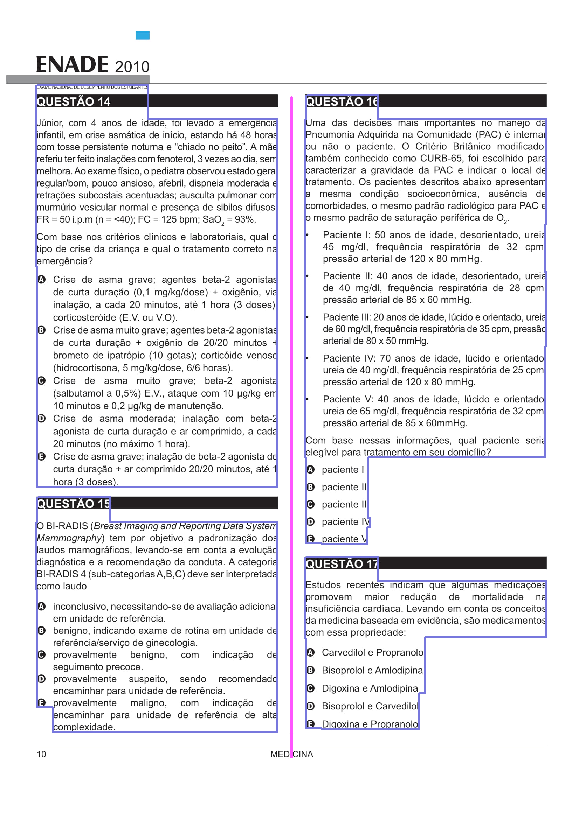 ENADE 2010
EXAME NACIONAL DE DESEMPENHO DOS ESTUDANTES
QUESTÃO 14
Júnior, com 4 anos de idade, foi levado à emergência
infantil, em crise asmática de início, estando há 48 horas
com tosse persistente noturna e "chiado no peito". A mãe
referiu ter feito inalações com fenoterol, 3 vezes ao dia, sem
melhora. Ao exame físico, o pediatra observou estado geral
regular/bom, pouco ansioso, afebril, dispneia moderada e
retrações subcostais acentuadas; ausculta pulmonar com
murmúrio vesicular normal e presença de sibilos difusos.
FR = 50 i.p.m (n = <40); FC = 125 bpm; SaO2 = 93%.
Com base nos critérios clínicos e laboratoriais, qual o
tipo de crise da criança e qual o tratamento correto na
emergência?
A Crise de asma grave; agentes beta-2 agonistas
de curta duração (0,1 mg/kg/dose) + oxigênio, via
inalação, a cada 20 minutos, até 1 hora (3 doses)
corticosteróide (E.V. ou V.O).
B Crise de asma muito grave; agentes beta-2 agonistas
de curta duração + oxigênio de 20/20 minutos +
brometo de ipatrópio (10 gotas); corticóide venoso
(hidrocortisona, 5 mg/kg/dose, 6/6 horas).
C Crise de asma muito grave; beta-2 agonista
(salbutamol a 0,5%) E.V., ataque com 10 µg/kg em
10 minutos e 0,2 µg/kg de manutenção.
D Crise de asma moderada; inalação com beta-2
agonista de curta duração e ar comprimido, a cada
20 minutos (no máximo 1 hora).
E Crise de asma grave; inalação de beta-2 agonista de
curta duração + ar comprimido 20/20 minutos, até 1
hora (3 doses).
QUESTÃO 15
O BI-RADIS (Breast Imaging and Reporting Data System
Mammography) tem por objetivo a padronização dos
laudos mamográficos, levando-se em conta a evolução
diagnóstica e a recomendação da conduta. A categoria
BI-RADIS 4 (sub-categorias A,B,C) deve ser interpretada
como laudo
A inconclusivo, necessitando-se de avaliação adicional
em unidade de referência.
B benigno, indicando exame de rotina em unidade de
referência/serviço de ginecologia.
C provavelmente benigno, com indicação de
seguimento precoce.
D provavelmente suspeito, sendo recomendado
encaminhar para unidade de referência.
E provavelmente maligno, com indicação de
encaminhar para unidade de referência de alta
complexidade.
QUESTÃO 16
Uma das decisões mais importantes no manejo da
Pneumonia Adquirida na Comunidade (PAC) é internar
ou não o paciente. O Critério Britânico modificado,
também conhecido como CURB-65, foi escolhido para
caracterizar a gravidade da PAC e indicar o local de
tratamento. Os pacientes descritos abaixo apresentam
a mesma condição socioeconômica, ausência de
comorbidades, o mesmo padrão radiológico para PAC e
o mesmo padrão de saturação periférica de O2.
• Paciente I: 50 anos de idade, desorientado, ureia
45 mg/dl, frequência respiratória de 32 cpm,
pressão arterial de 120 x 80 mmHg.
• Paciente II: 40 anos de idade, desorientado, ureia
de 40 mg/dl, frequência respiratória de 28 cpm,
pressão arterial de 85 x 60 mmHg.
• Paciente III: 20 anos de idade, lúcido e orientado, ureia
de 60 mg/dl, frequência respiratória de 35 cpm, pressão
arterial de 80 x 50 mmHg.
• Paciente IV: 70 anos de idade, lúcido e orientado,
ureia de 40 mg/dl, frequência respiratória de 25 cpm,
pressão arterial de 120 x 80mmHg.
• Paciente V: 40 anos de idade, lúcido e orientado,
ureia de 65 mg/dl, frequência respiratória de 32 cpm,
pressão arterial de 85 x 60mmHg.
Com base nessas informações, qual paciente seria
elegível para tratamento em seu domicílio?
A paciente I
B paciente II
C paciente III
D paciente IV
E paciente V
QUESTÃO 17
Estudos recentes indicam que algumas medicações
promovem maior redução de mortalidade na
insuficiência cardíaca. Levando em conta os conceitos
da medicina baseada em evidência, são medicamentos
com essa propriedade:
A Carvedilol e Propranolol
B Bisoprolol e Amlodipina
C Digoxina e Amlodipina
D Bisoprolol e Carvedilol
E Digoxina e Propranolol
10
MEDICINA